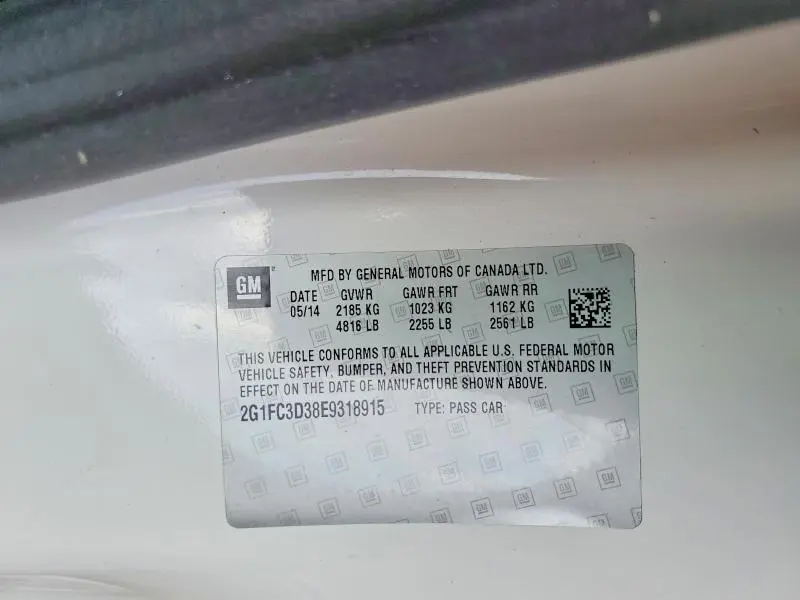 GM
MFD BY GENERAL MOTORS OF CANADA LTD.
DATE GVWR GAWR FRT GAWR RR
05/14 2185 KG 1023 KG 1162 KG
4816 LB 2255 LB 2561 LB
THIS VEHICLE CONFORMS TO ALL APPLICABLE U.S. FEDERAL MOTOR
VEHICLE SAFETY, BUMPER, AND THEFT PREVENTION STANDARDS IN
EFFECT ON THE DATE OF MANUFACTURE SHOWN ABOVE.
2G1FC3D38E9318915 TYPE: PASS CAR